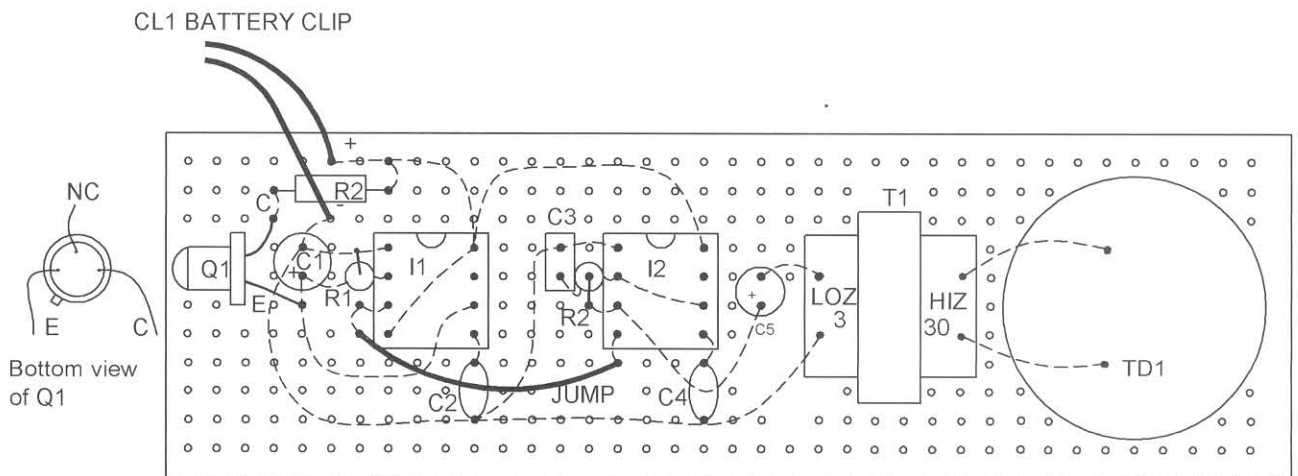 CL1 BATTERY CLIP
+
NC
C
R2
-
T1
C3
Q1
C1
+
I1
I2
R1
E
R2
LOZ
3
HIZ
30
+
C5
E
C
Bottom view
of Q1
C2
JUMP
C4
TD1